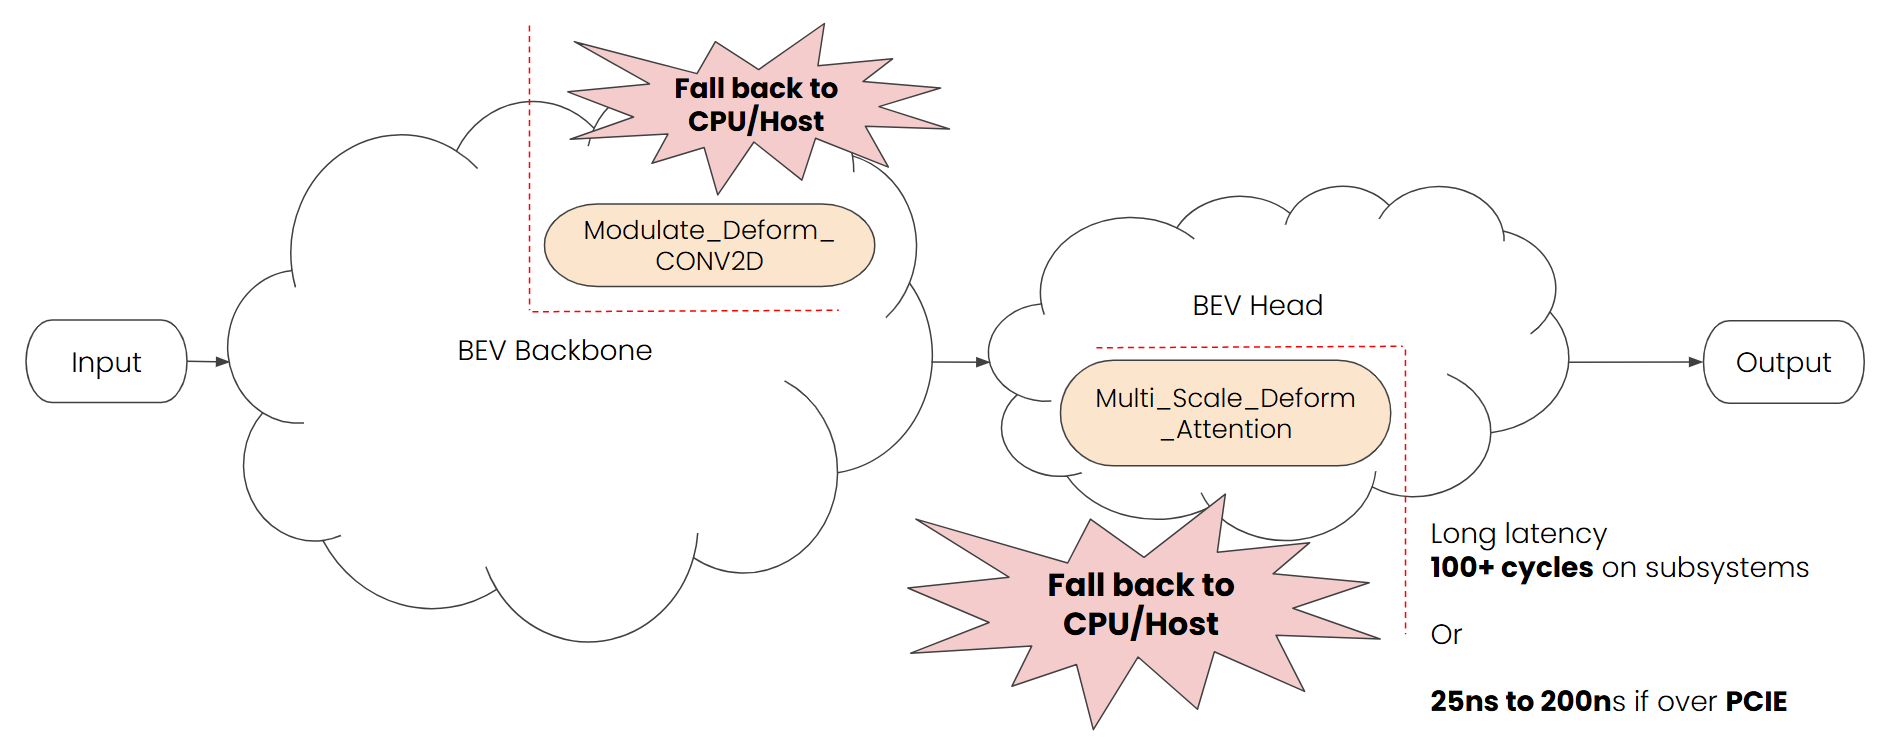 Fall back to
CPU/Host
Modulate_Deform_
CONV2D
Input
BEV Backbone
BEV Head
Multi_Scale_Deform
_Attention
Output
Fall back to
CPU/Host
Long latency
100+ cycles on subsystems
Or
25ns to 200ns if over PCIE